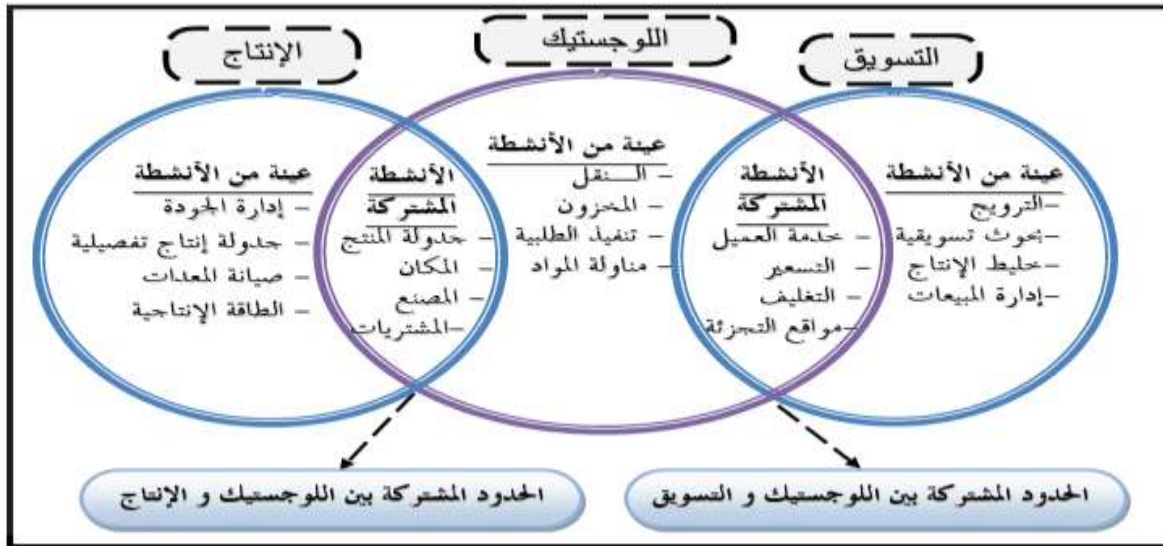 اللوجستيك
الإنتاج
التسويق
عينة من الأنشطة
-الترويج
-بحوث تسويقية
-خليط الإنتاج
-إدارة المبيعات
الأنشطة
المشتركة
- خدمة العميل
- التسعير
- التغليف
-مواقع التجزئة
عينة من الأنشطة
- الـنـقل
- المخزون
- تنفيذ الطلبية
- مناولة المواد
الأنشطة
المشتركة
- جدولة المنتج
- المكان
- المصنع
-المشتريات
عينة من الأنشطة
- إدارة الجودة
- جدولة إنتاج تفصيلية
- صيانة المعدات
- الطاقة الإنتاجية
الحدود المشتركة بين اللوجستيك و التسويق
الحدود المشتركة بين اللوجستيك و الإنتاج